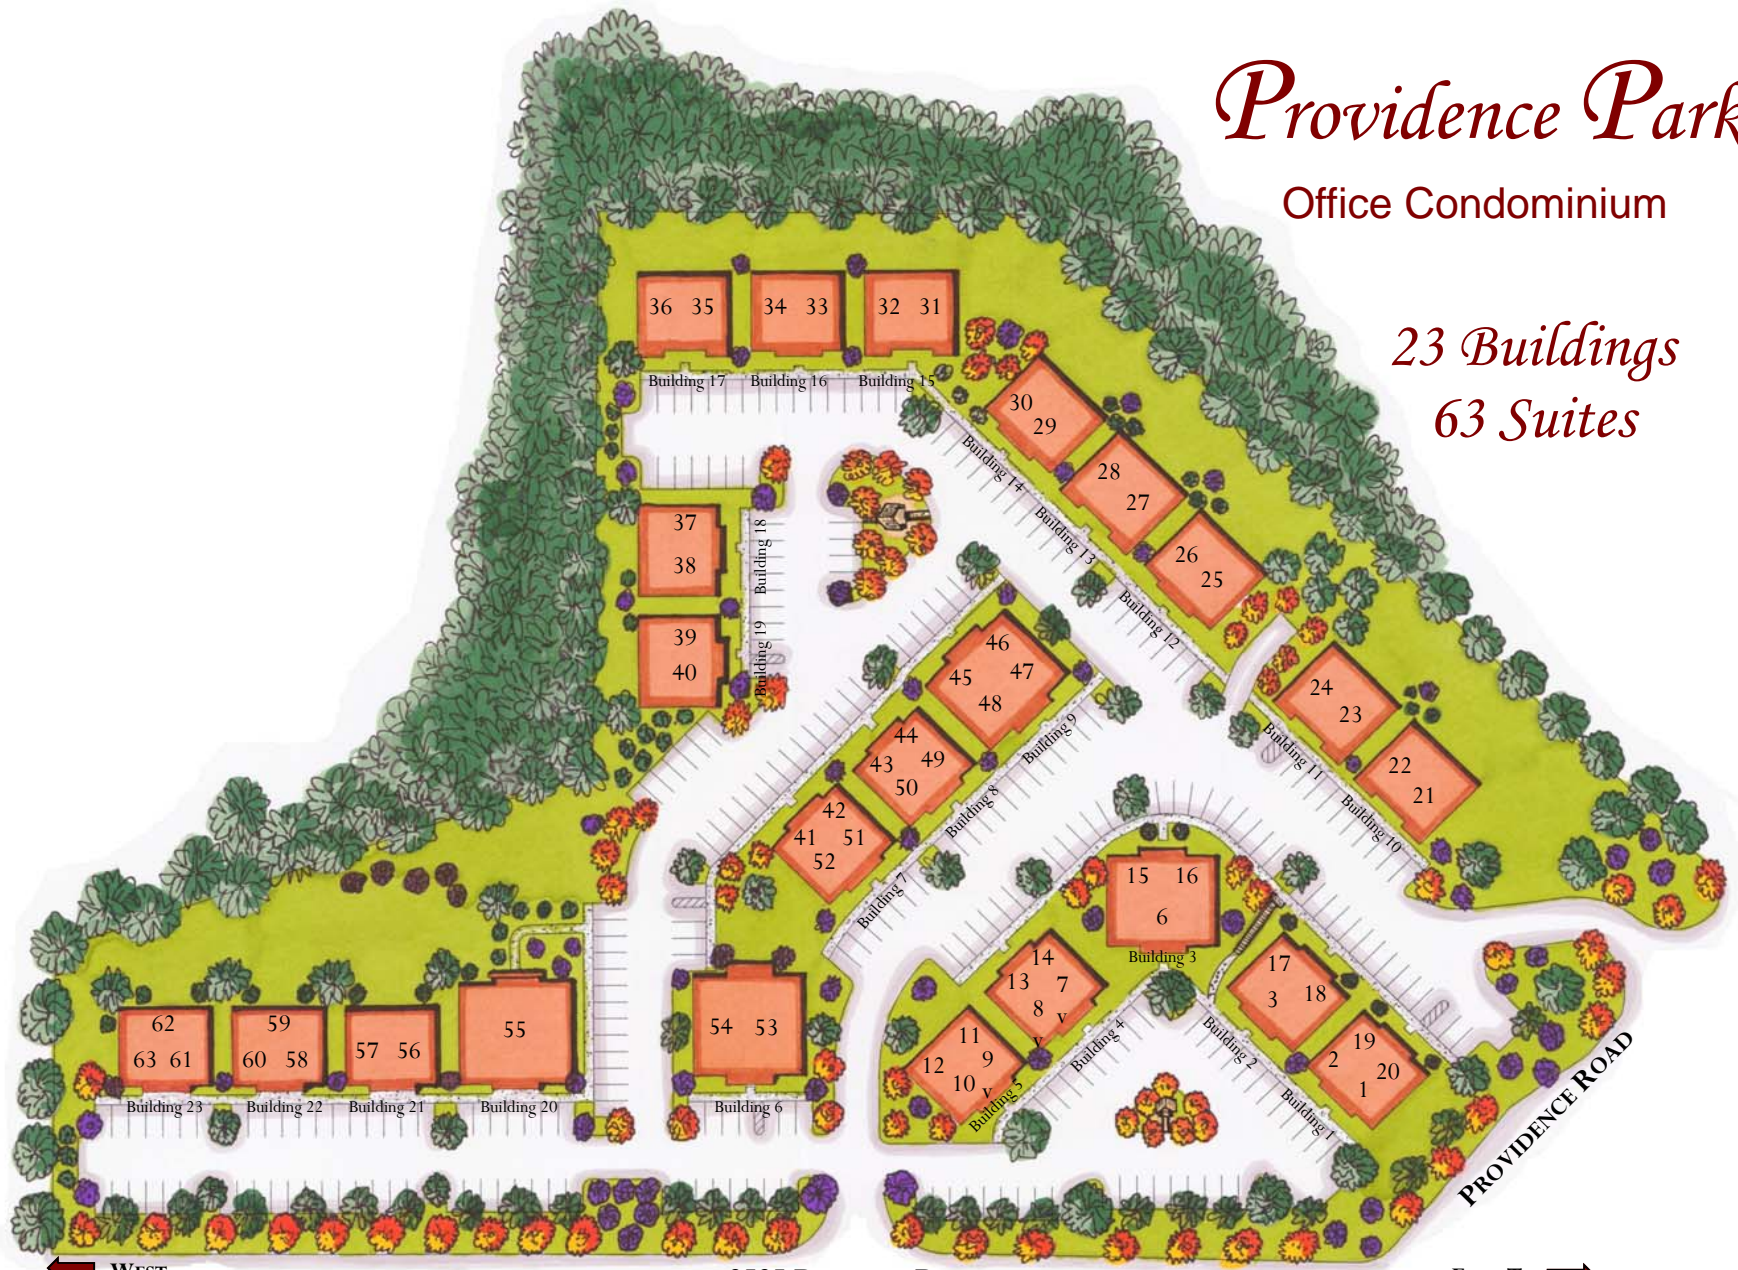 Providence Park
Office Condominium
23 Buildings
63 Suites
36 35
34 33
32 31
Building 17
Building 16
Building 15
30
29
Building 14
28
27
Building 13
26
25
Building 12
37
38
Building 18
39
40
Building 19
46
45 47
48
Building 9
44
43 49
50
Building 8
42
41 51
52
Building 7
24
23
Building 11
22
21
Building 10
15 16
6
Building 3
14
13 7
8 v
v
Building 4
11
12 9
10 v
Building 5
17
3 18
Building 2
19
2 20
1
Building 1
62
63 61
Building 23
59
60 58
Building 22
57 56
Building 21
55
Building 20
54 53
Building 6
PROVIDENCE ROAD
WEST